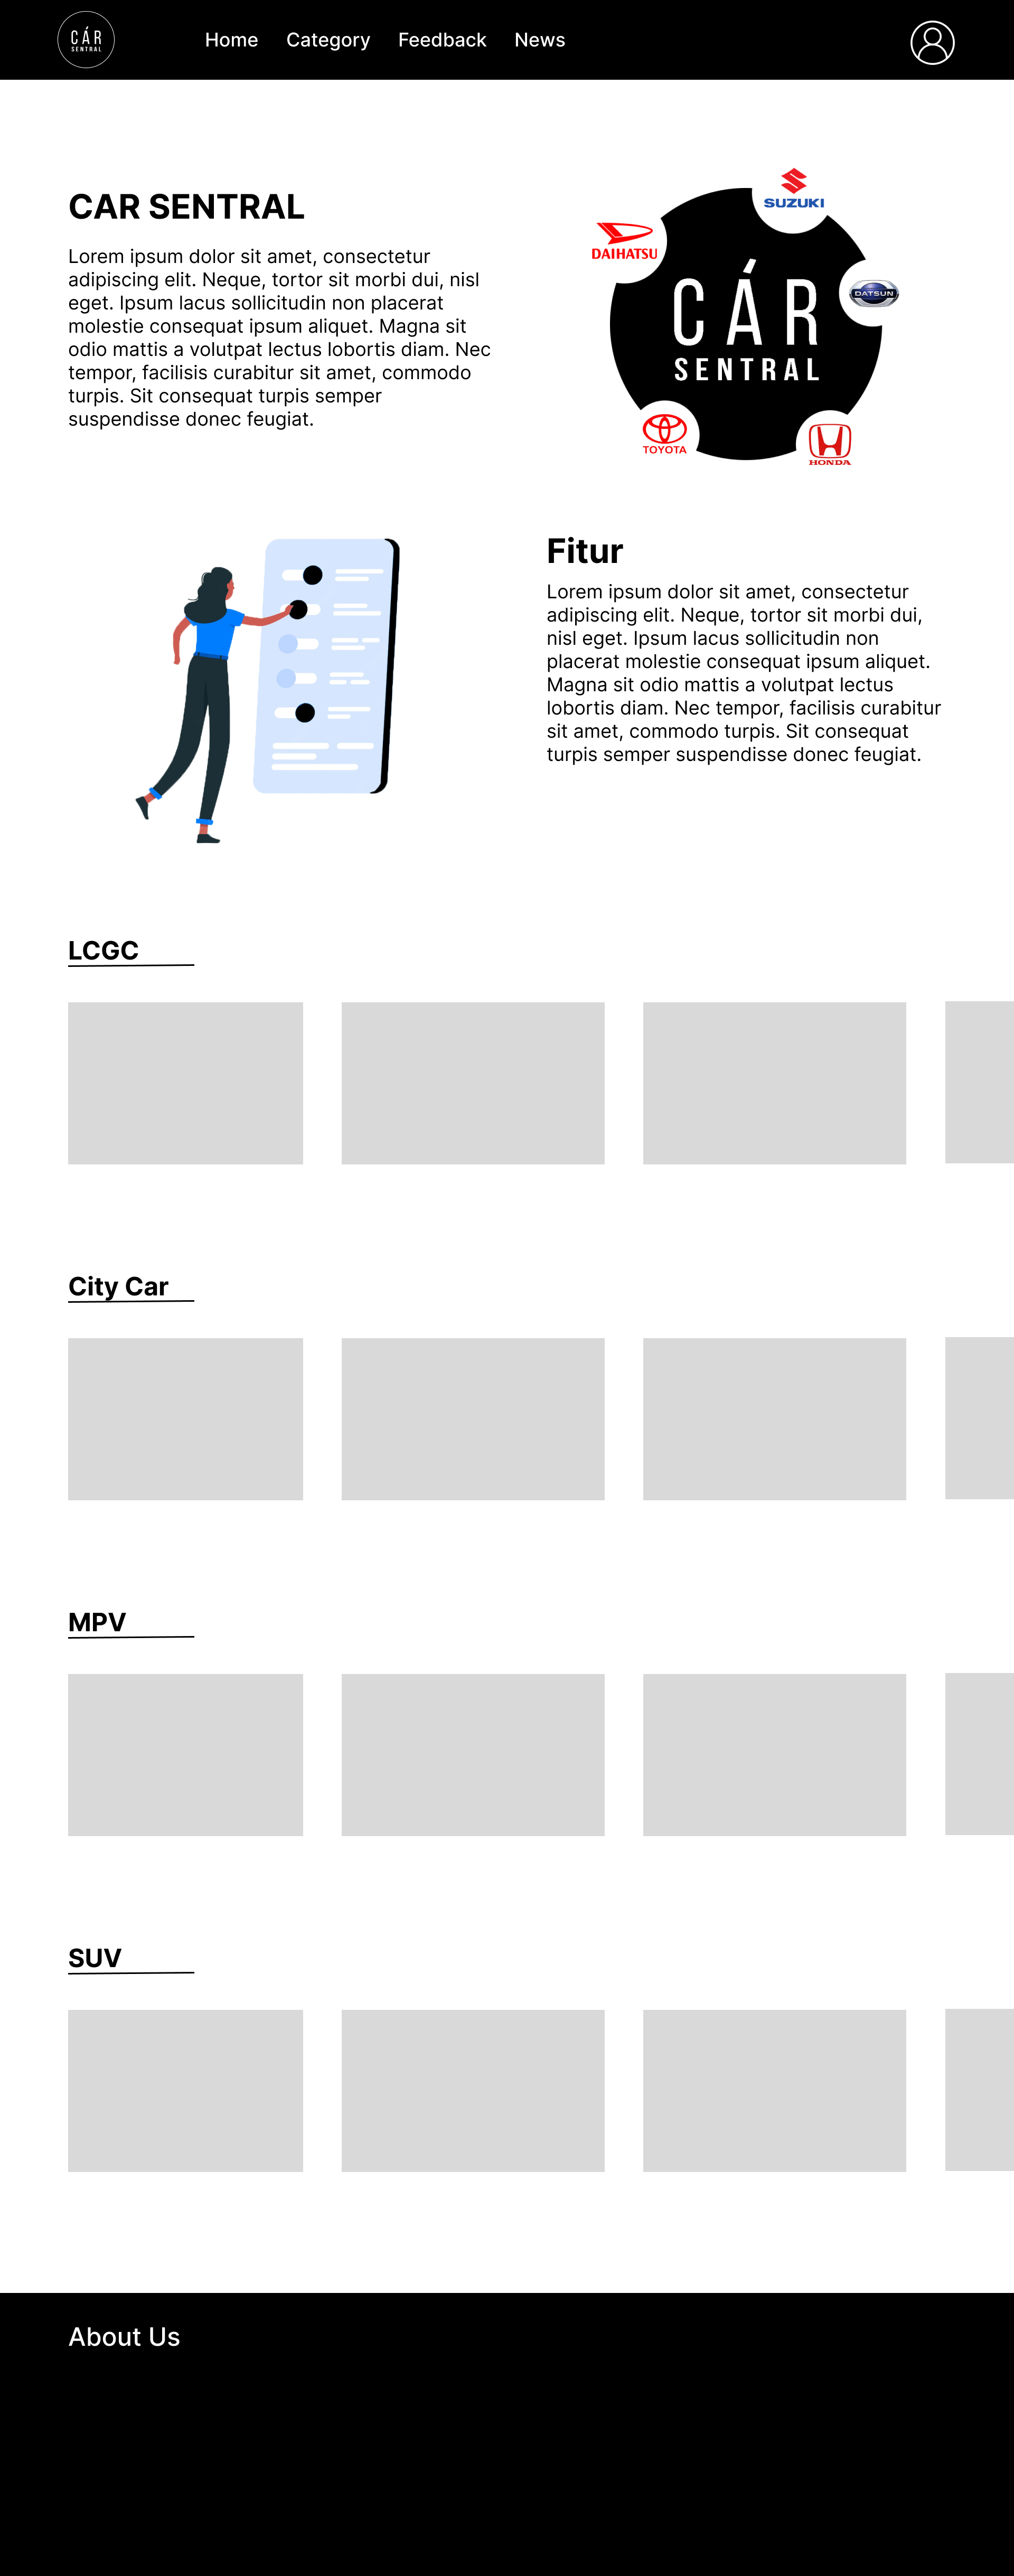 CÁR
SENTRAL
Home
Category
Feedback
News
CAR SENTRAL
Lorem ipsum dolor sit amet, consectetur
adipiscing elit. Neque, tortor sit morbi dui, nisl
eget. Ipsum lacus sollicitudin non placerat
molestie consequat ipsum aliquet. Magna sit
odio mattis a volutpat lectus lobortis diam. Nec
tempor, facilisis curabitur sit amet, commodo
turpis. Sit consequat turpis semper
suspendisse donec feugiat.
SUZUKI
DAIHATSU
DATSUN
CÁR
SENTRAL
TOYOTA
HONDA
Fitur
Lorem ipsum dolor sit amet, consectetur
adipiscing elit. Neque, tortor sit morbi dui,
nisl eget. Ipsum lacus sollicitudin non
placerat molestie consequat ipsum aliquet.
Magna sit odio mattis a volutpat lectus
lobortis diam. Nec tempor, facilisis curabitur
sit amet, commodo turpis. Sit consequat
turpis semper suspendisse donec feugiat.
LCGC
City Car
MPV
SUV
About Us